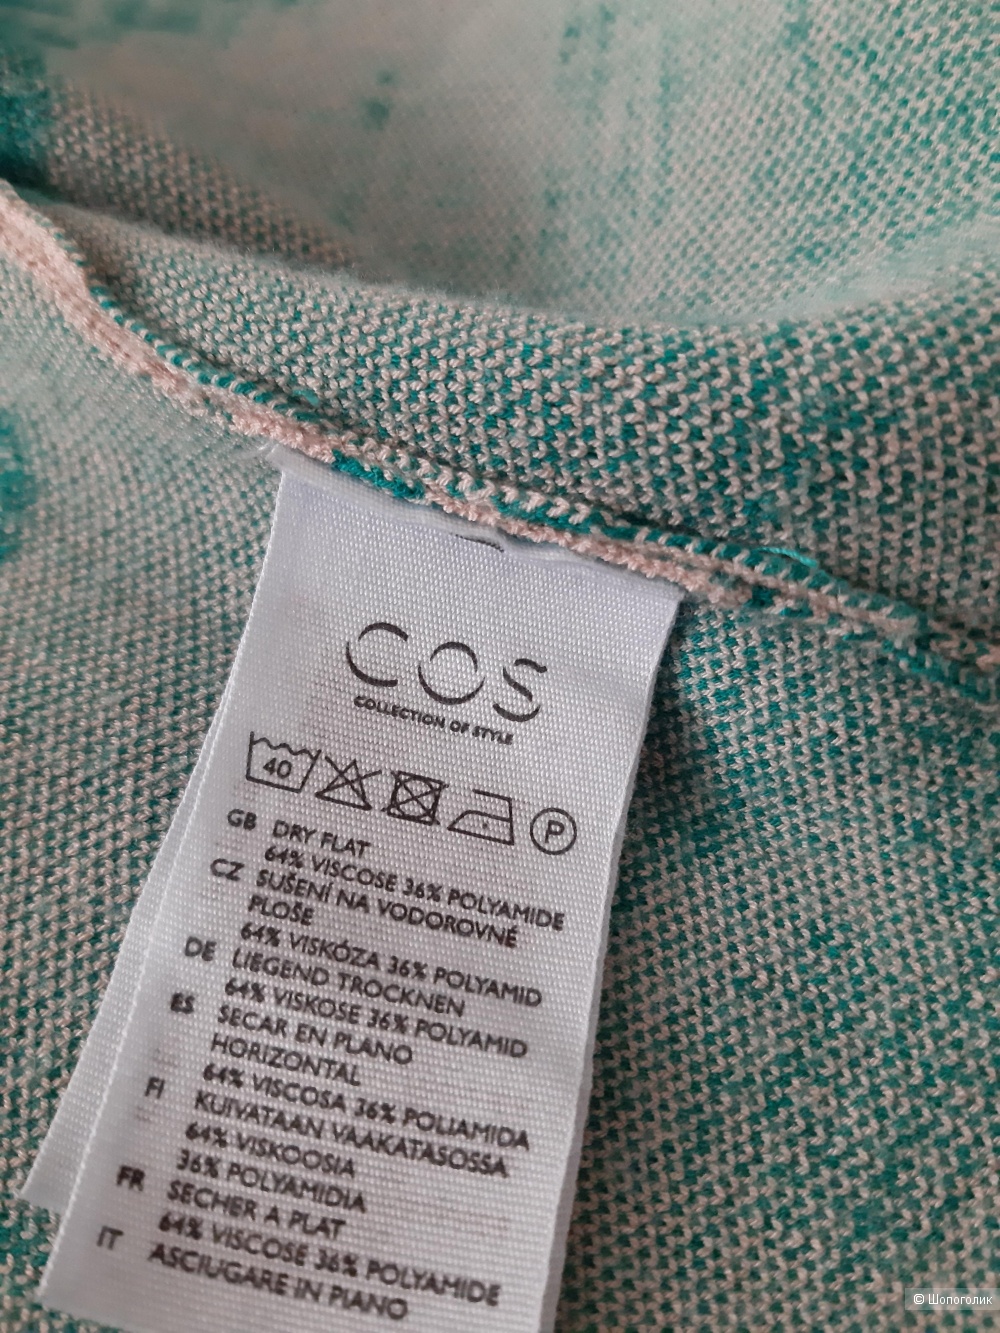 COS
COLLECTION OF STYLE
40 P
GB DRY FLAT
64% VISCOSE 36% POLYAMIDE
CZ SUŠENÍ NA VODOROVNÉ
PLOŠE
64% VISKÓZA 36% POLYAMID
DE LIEGEND TROCKNEN
64% VISKOSE 36% POLYAMID
ES SECAR EN PLANO
HORIZONTAL
64% VISCOSA 36% POLIAMIDA
FI KUIVATAAN VAAKATASOSSA
64% VISKOOSIA
36% POLYAMIDIA
FR SECHER A PLAT
64% VISCOSE 36% POLYAMIDE
IT ASCIUGARE IN PIANO
© Шопоголик